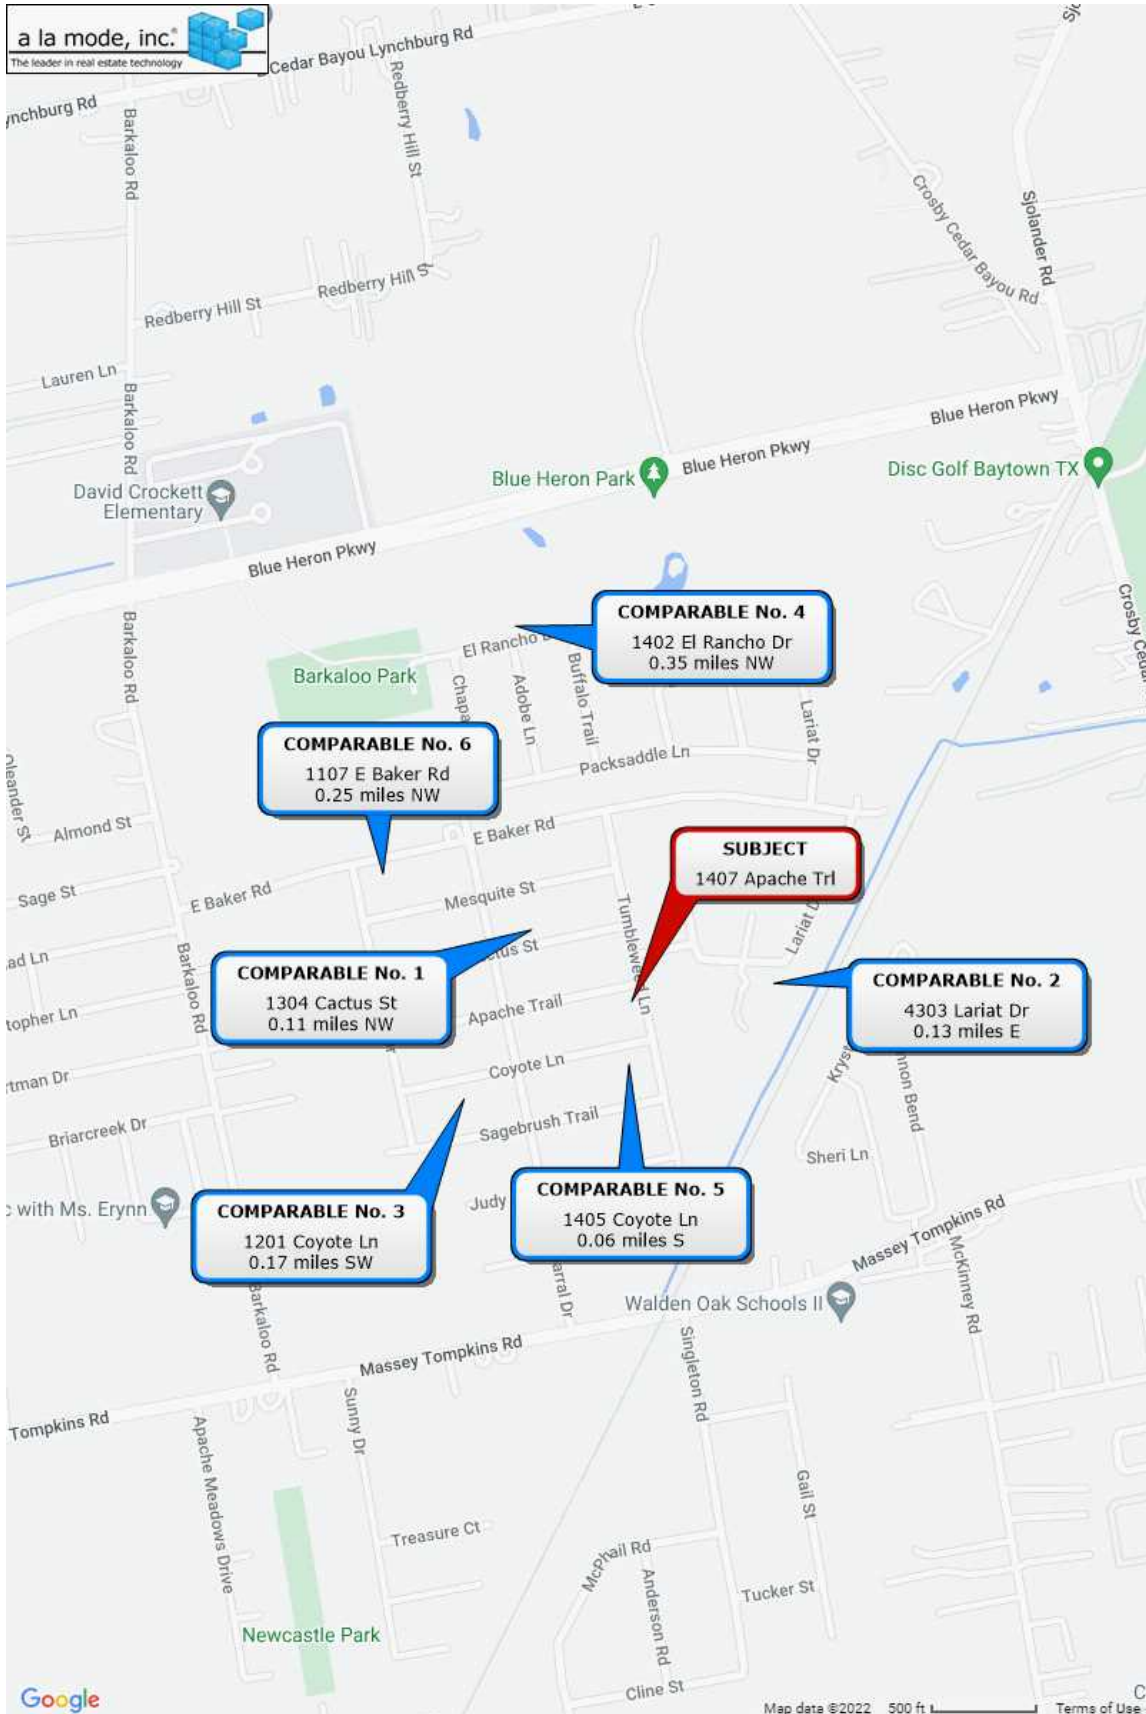 a la mode, inc.®
The leader in real estate technology
Cedar Bayou Lynchburg Rd
Redberry Hill St
Barkaloo Rd
Sjolander Rd
Crosby Cedar Bayou Rd
Redberry Hill St
Redberry Hill S
Lauren Ln
Barkaloo Rd
Blue Heron Pkwy
Blue Heron Pkwy
Blue Heron Park
Disc Golf Baytown TX
David Crockett
Elementary
Blue Heron Pkwy
Barkaloo Rd
COMPARABLE No. 4
1402 El Rancho Dr
0.35 miles NW
El Rancho
Barkaloo Park
Adobe Ln
Buffalo Trail
Lariat Dr
COMPARABLE No. 6
1107 E Baker Rd
0.25 miles NW
Packsaddle Ln
Oleander St
Almond St
E Baker Rd
SUBJECT
1407 Apache Trl
Sage St
E Baker Rd
Mesquite St
Tumbleweed Ln
Lariat D
Barkaloo Rd
COMPARABLE No. 1
1304 Cactus St
0.11 miles NW
COMPARABLE No. 2
4303 Lariat Dr
0.13 miles E
Apache Trail
Coyote Ln
Briarcreek Dr
Sagebrush Trail
Sheri Ln
COMPARABLE No. 5
1405 Coyote Ln
0.06 miles S
c with Ms. Erynn
COMPARABLE No. 3
1201 Coyote Ln
0.17 miles SW
Judy
Massey Tompkins Rd
McKinney Rd
Walden Oak Schools II
Barkaloo Rd
Massey Tompkins Rd
Singleton Rd
Sunny Dr
Tompkins Rd
Apache Meadows Drive
Gail St
Treasure Ct
McPhail Rd
Anderson Rd
Tucker St
Newcastle Park
Cline St
Google
Map data ©2022
500 ft
Terms of Use